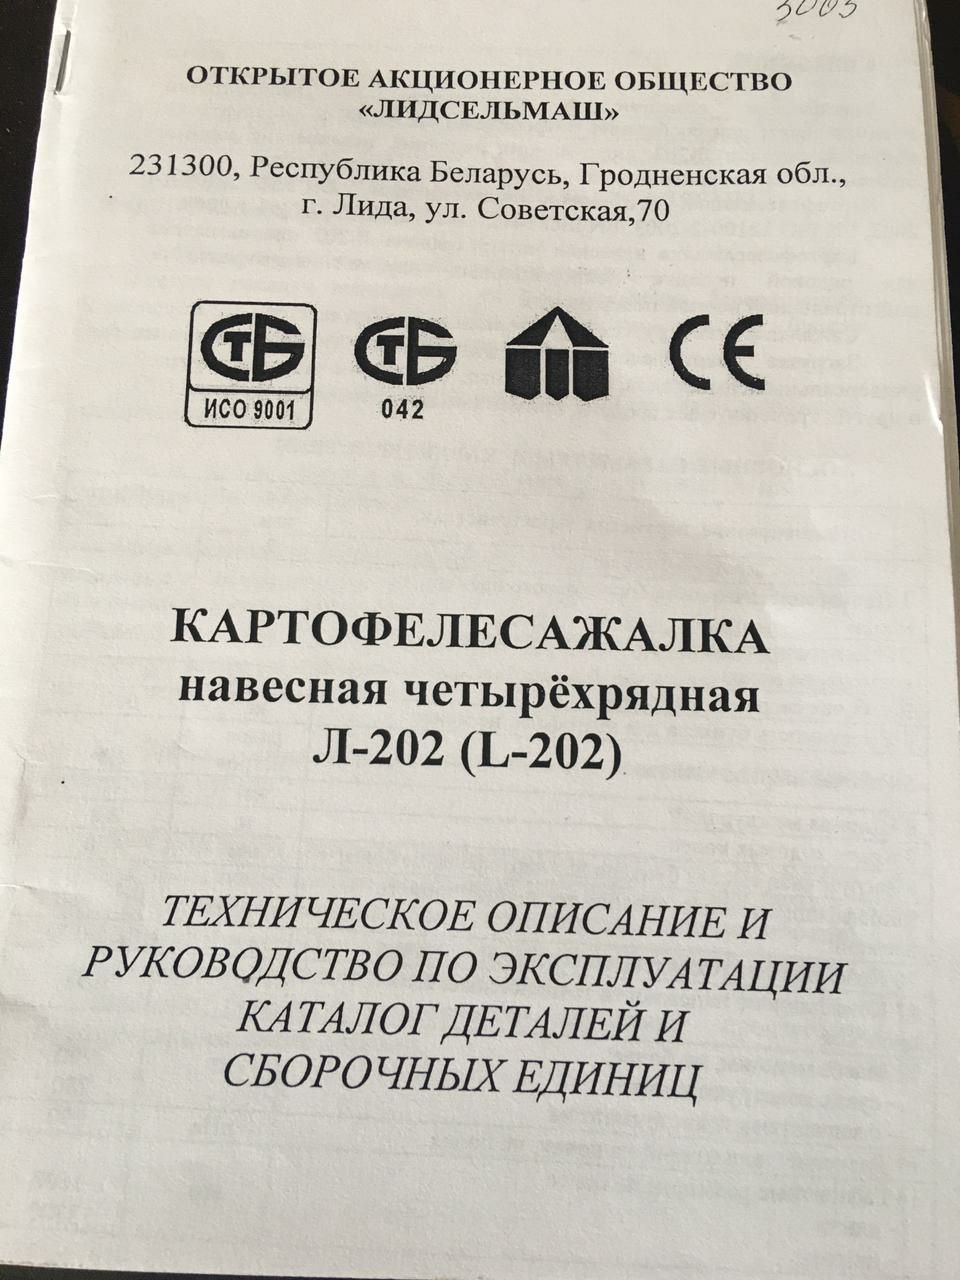 3003
ОТКРЫТОЕ АКЦИОНЕРНОЕ ОБЩЕСТВО
«ЛИДСЕЛЬМАШ»
231300, Республика Беларусь, Гродненская обл.,
г. Лида, ул. Советская,70
СТБ СТБ CE
ИСО 9001 042
КАРТОФЕЛЕСАЖАЛКА
навесная четырёхрядная
Л-202 (L-202)
ТЕХНИЧЕСКОЕ ОПИСАНИЕ И
РУКОВОДСТВО ПО ЭКСПЛУАТАЦИИ
КАТАЛОГ ДЕТАЛЕЙ И
СБОРОЧНЫХ ЕДИНИЦ